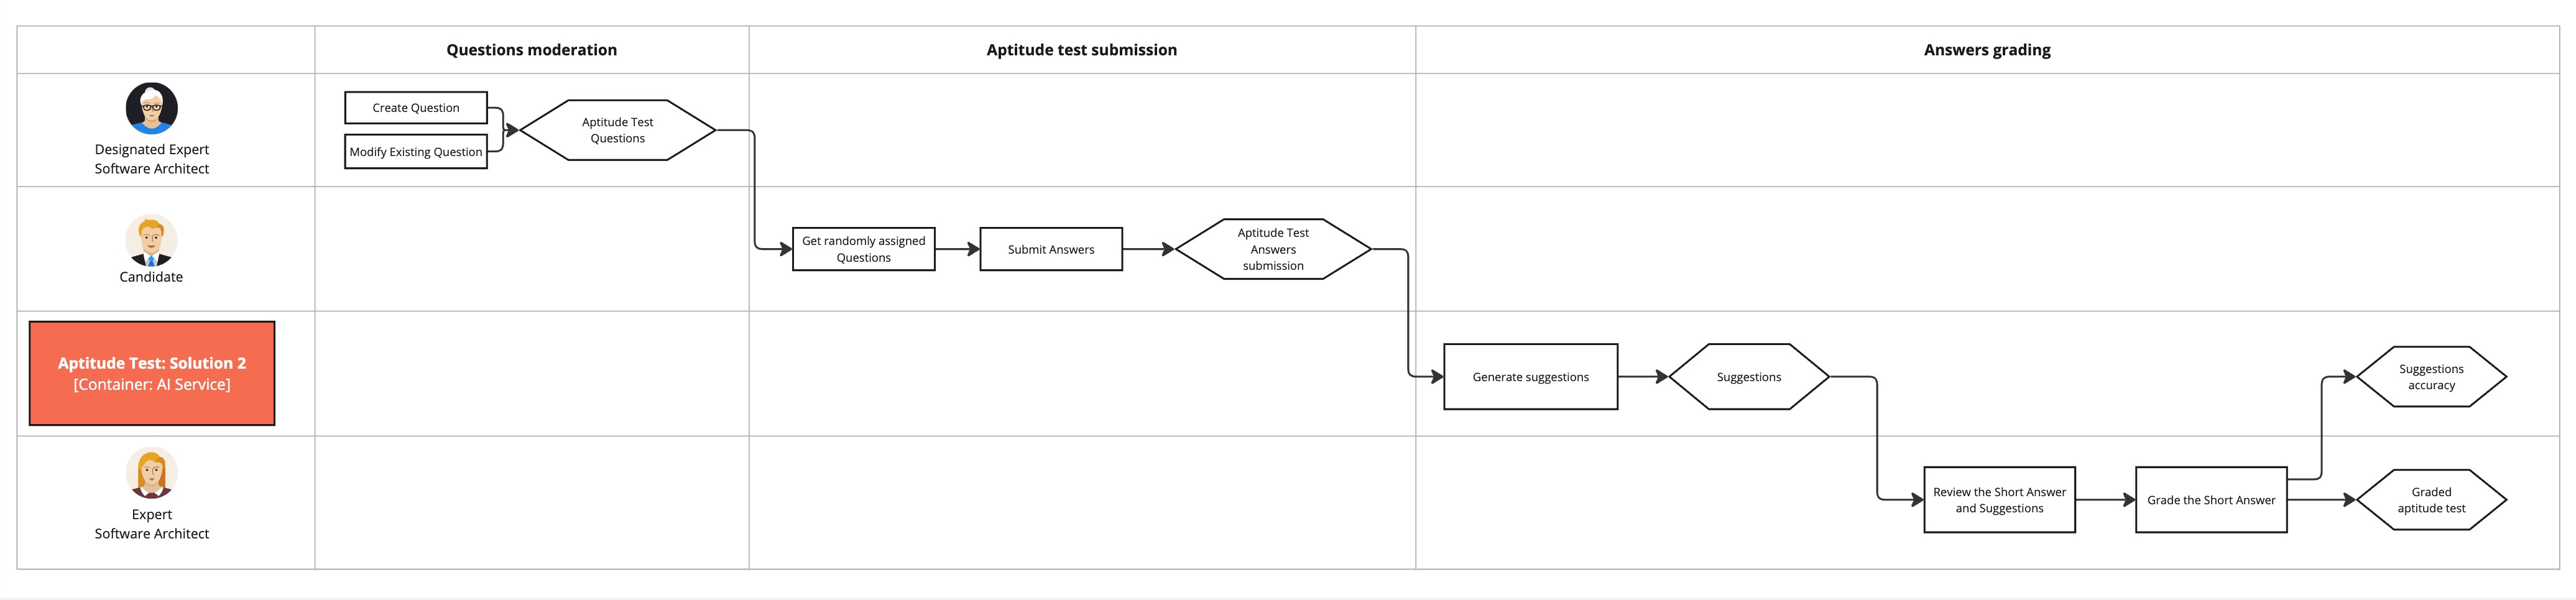 Questions moderation
Aptitude test submission
Answers grading
Designated Expert
Software Architect
Create Question
Modify Existing Question
Aptitude Test
Questions
Candidate
Get randomly assigned
Questions
Submit Answers
Aptitude Test
Answers
submission
Aptitude Test: Solution 2
[Container: AI Service]
Generate suggestions
Suggestions
Suggestions
accuracy
Expert
Software Architect
Review the Short Answer
and Suggestions
Grade the Short Answer
Graded
aptitude test